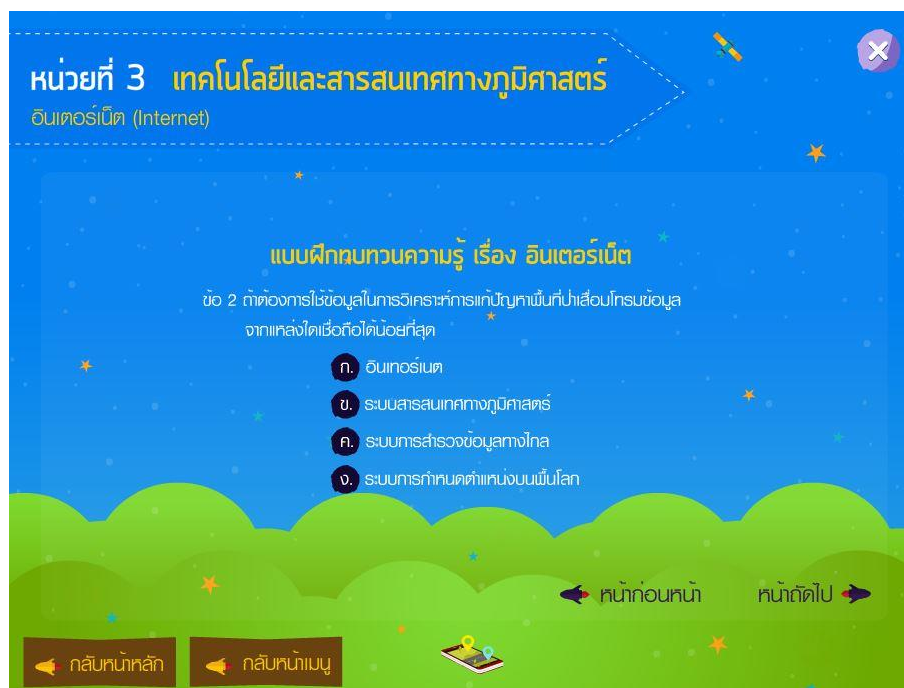 หน่วยที่ 3 เทคโนโลยีและสารสนเทศทางภูมิศาสตร์
อินเตอร์เน็ต (Internet)
แบบฝึกทบทวนความรู้ เรื่อง อินเตอร์เน็ต
ข้อ 2 ถ้าต้องการใช้ข้อมูลในการวิเคราะห์การแก้ปัญหาพื้นที่ป่าเสื่อมโทรมข้อมูล
จากแหล่งใดเชื่อถือได้น้อยที่สุด
ก. อินเทอร์เนต
ข. ระบบสารสนเทศทางภูมิศาสตร์
ค. ระบบการสำรวจข้อมูลทางไกล
ง. ระบบการกำหนดตำแหน่งบนพื้นโลก
หน้าก่อนหน้า หน้าถัดไป
กลับหน้าหลัก กลับหน้าเมนู